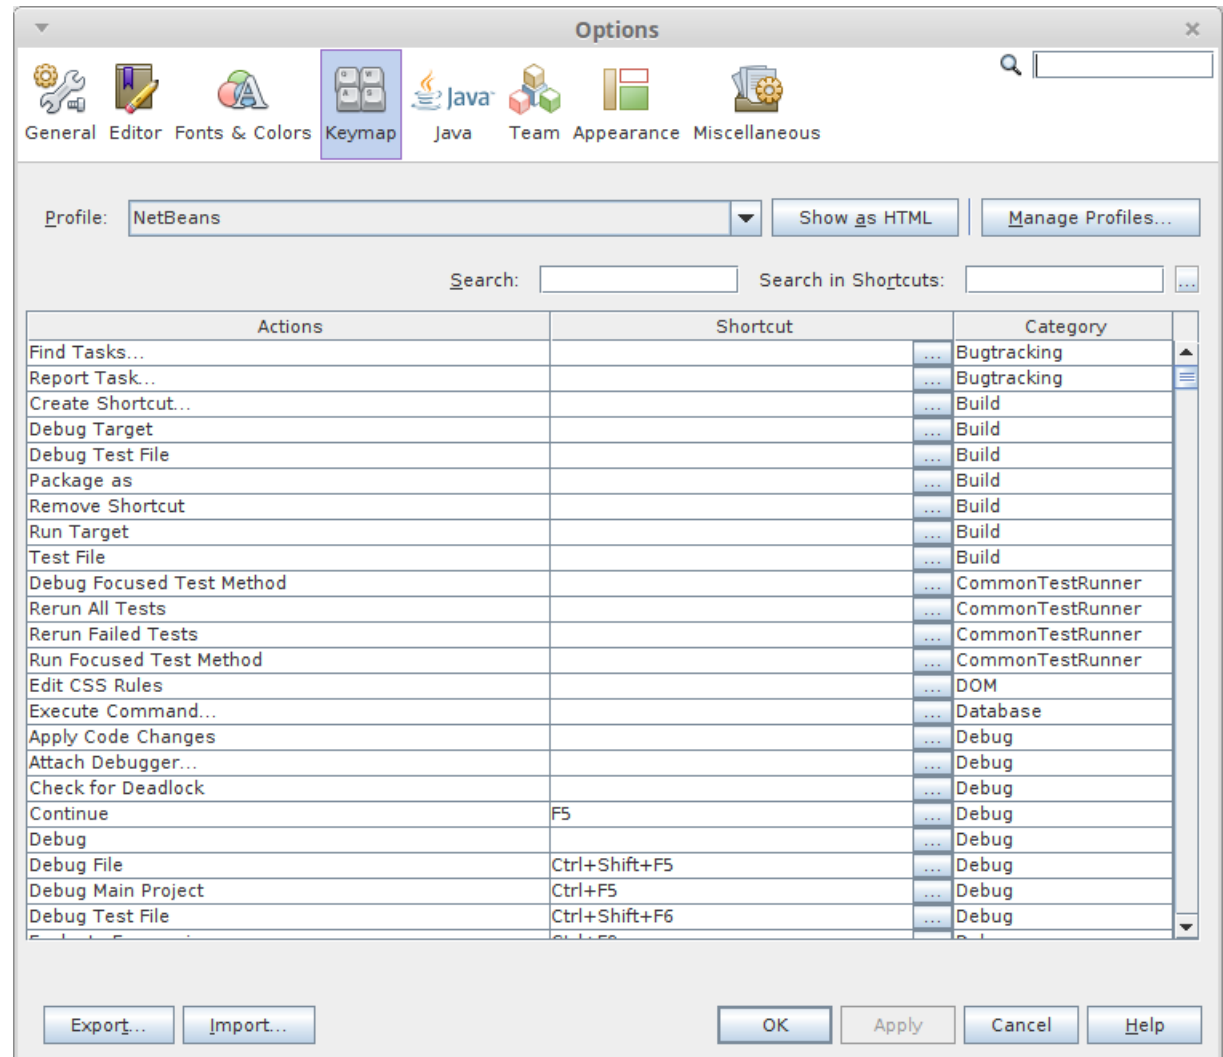 Options
General Editor Fonts & Colors Keymap Java Java Team Appearance Miscellaneous
Profile: NetBeans Show as HTML Manage Profiles...
Search: Search in Shortcuts: ...
Actions Shortcut Category
Find Tasks... ... Bugtracking
Report Task... ... Bugtracking
Create Shortcut... ... Build
Debug Target ... Build
Debug Test File ... Build
Package as ... Build
Remove Shortcut ... Build
Run Target ... Build
Test File ... Build
Debug Focused Test Method ... CommonTestRunner
Rerun All Tests ... CommonTestRunner
Rerun Failed Tests ... CommonTestRunner
Run Focused Test Method ... CommonTestRunner
Edit CSS Rules ... DOM
Execute Command... ... Database
Apply Code Changes ... Debug
Attach Debugger... ... Debug
Check for Deadlock ... Debug
Continue F5 ... Debug
Debug ... Debug
Debug File Ctrl+Shift+F5 ... Debug
Debug Main Project Ctrl+F5 ... Debug
Debug Test File Ctrl+Shift+F6 ... Debug
Export... Import... OK Apply Cancel Help